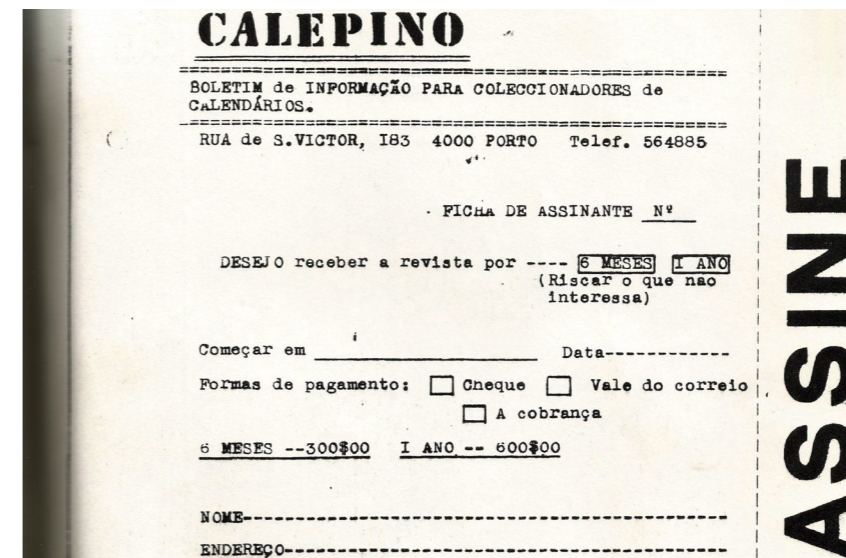 CALEPINO
BOLETIM de INFORMAÇÃO PARA COLECCIONADORES de
CALENDÁRIOS.
RUA de S.VICTOR, I83 4000 PORTO Telef. 564885
FICHA DE ASSINANTE Nº
DESEJO receber a revista por ---- 6 MESES I ANO
(Riscar o que nao
interessa)
Começar em Data------------
Formas de pagamento: Cheque Vale do correio
A cobrança
6 MESES --300$00 I ANO -- 600$00
NOME------------------------------------------------
ENDEREÇO--------------------------------------------
ASSINE